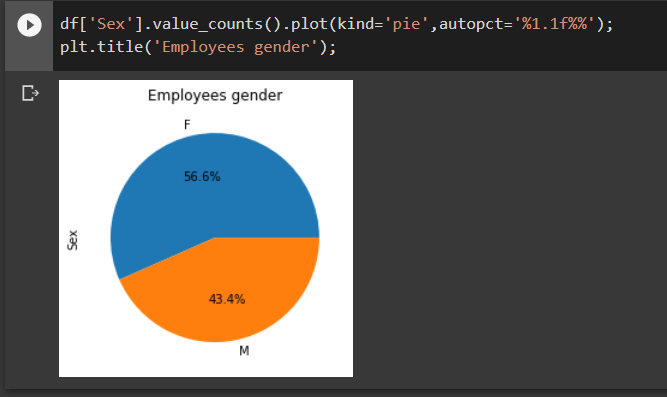 df['Sex'].value_counts().plot(kind='pie',autopct='%1.1f%%');
plt.title('Employees gender');
Employees gender
F
56.6%
Sex
43.4%
M